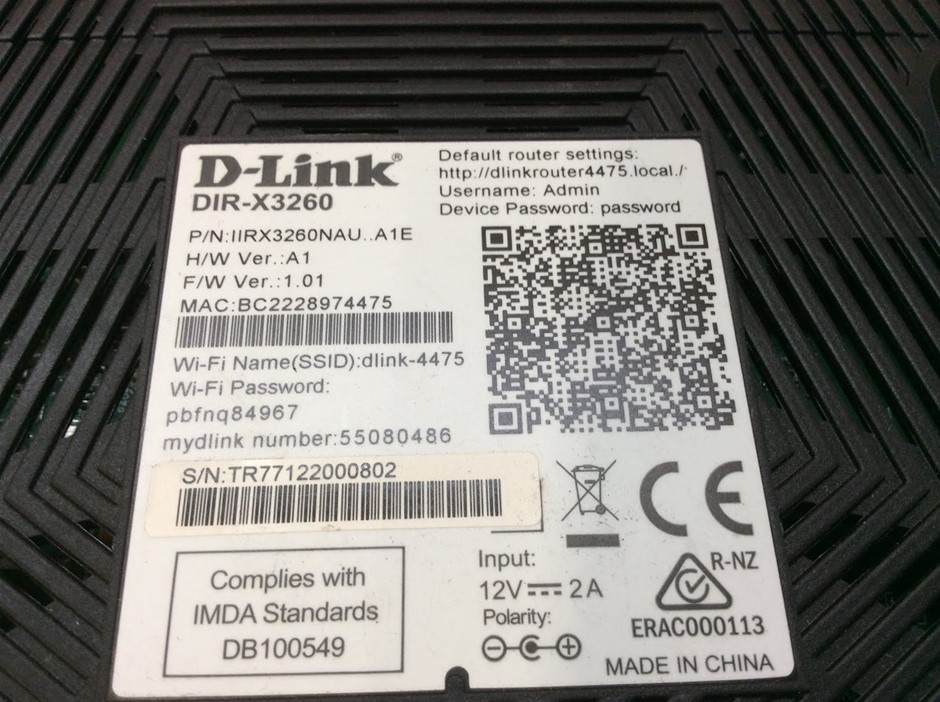 D-Link®
DIR-X3260
P/N:IIRX3260NAU..A1E
H/W Ver.:A1
F/W Ver.:1.01
MAC:BC2228974475
Wi-Fi Name(SSID):dlink-4475
Wi-Fi Password:
pbfnq84967
mydlink number:55080486
S/N:TR77122000802
Default router settings:
http://dlinkrouter4475.local./
Username: Admin
Device Password: password
Complies with
IMDA Standards
DB100549
CE
Input:
12V 2A
Polarity:
R-NZ
ERAC000113
MADE IN CHINA